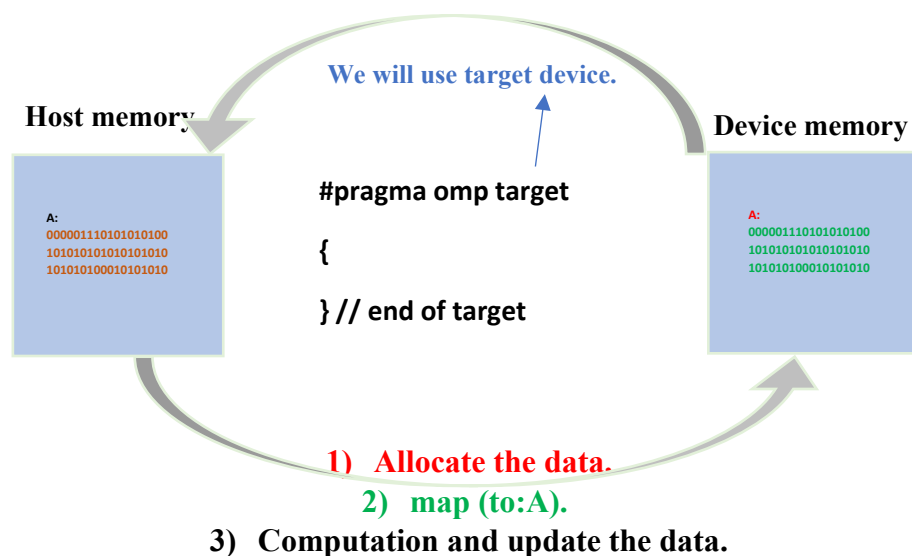 We will use target device.
Host memory
Device memory
#pragma omp target
{
} // end of target
A:
000001110101010100
101010101010101010
101010100010101010
A:
000001110101010100
101010101010101010
101010100010101010
1) Allocate the data.
2) map (to:A).
3) Computation and update the data.